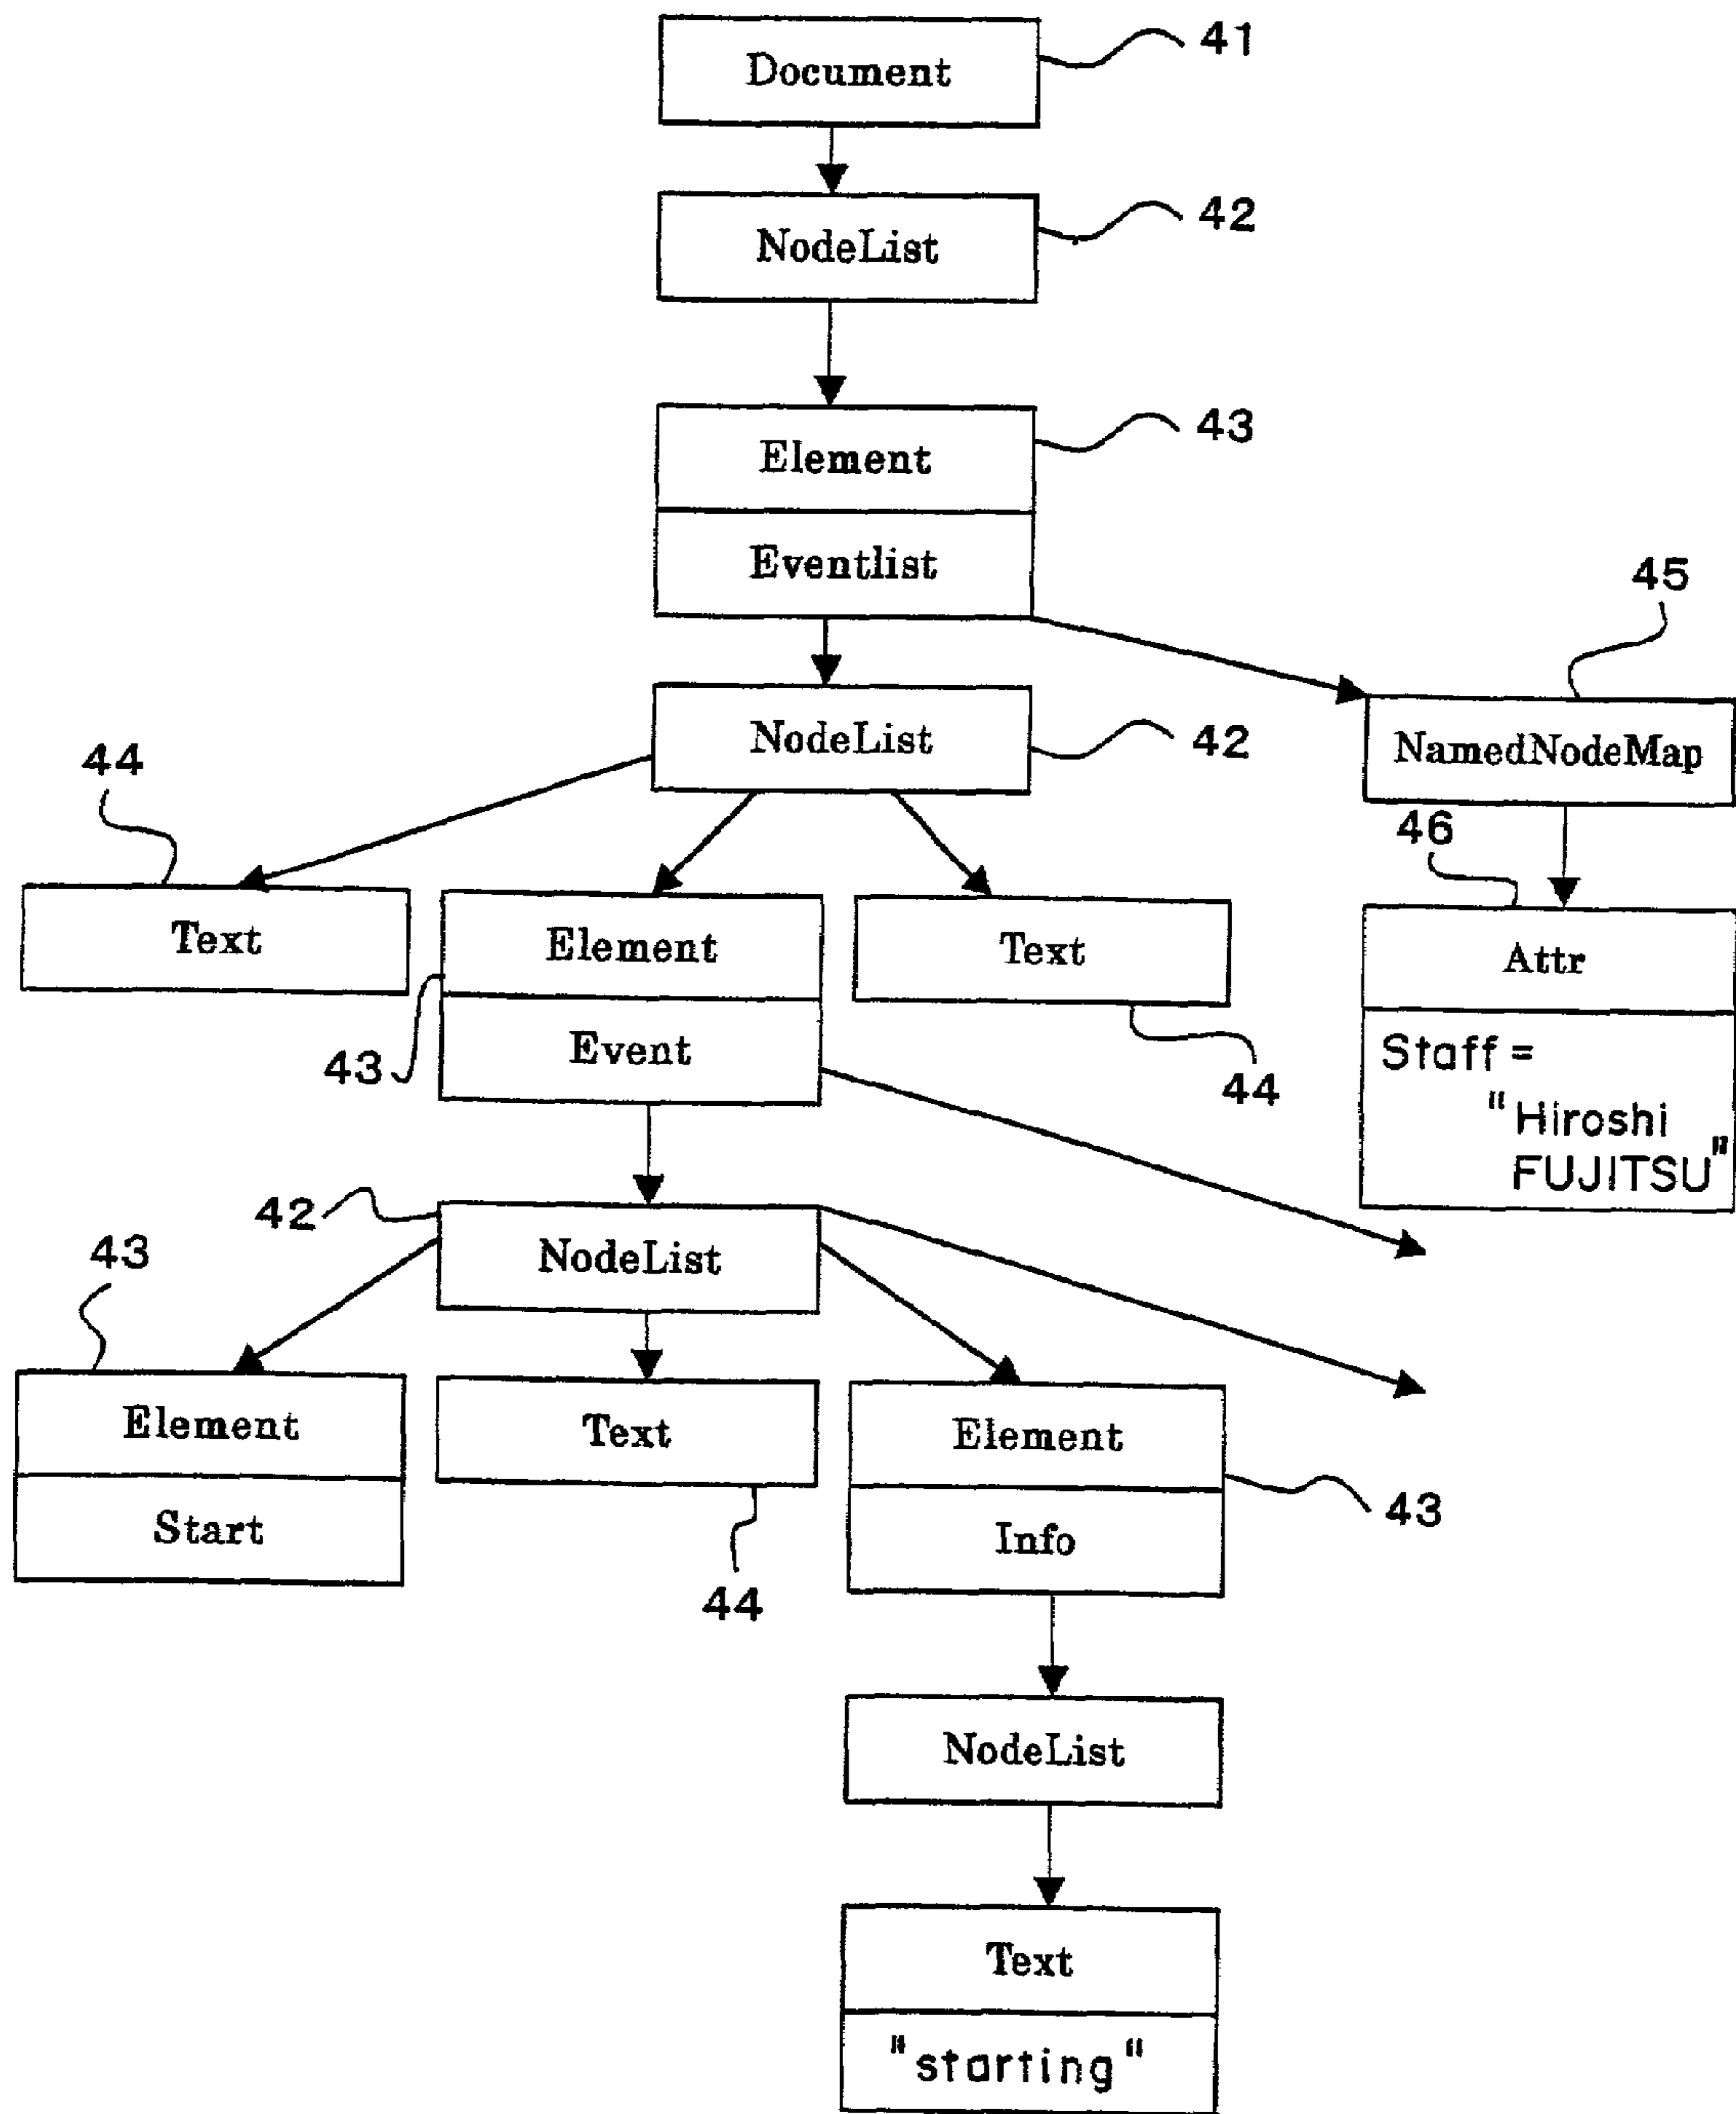 Document
41
NodeList
42
Element
43
Eventlist
45
NodeList
42
NamedNodeMap
44
46
Text
Element
Text
Attr
43
Event
44
Staff =
"Hiroshi
FUJITSU"
42
NodeList
43
Element
Text
Element
Start
44
Info
43
NodeList
Text
"starting"